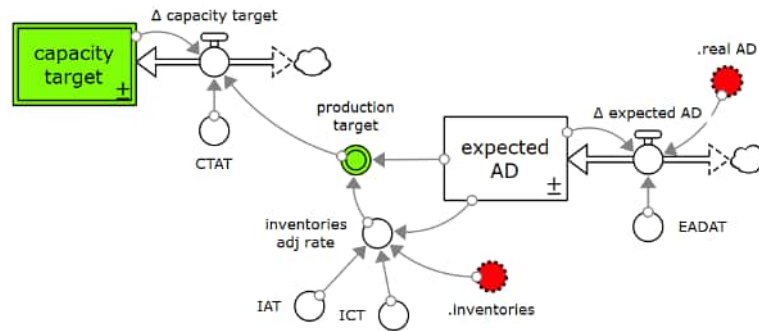 Δ capacity target
capacity
target
±
.real AD
Δ expected AD
production
target
expected
AD
±
CTAT
inventories
adj rate
EADAT
IAT
ICT
.inventories